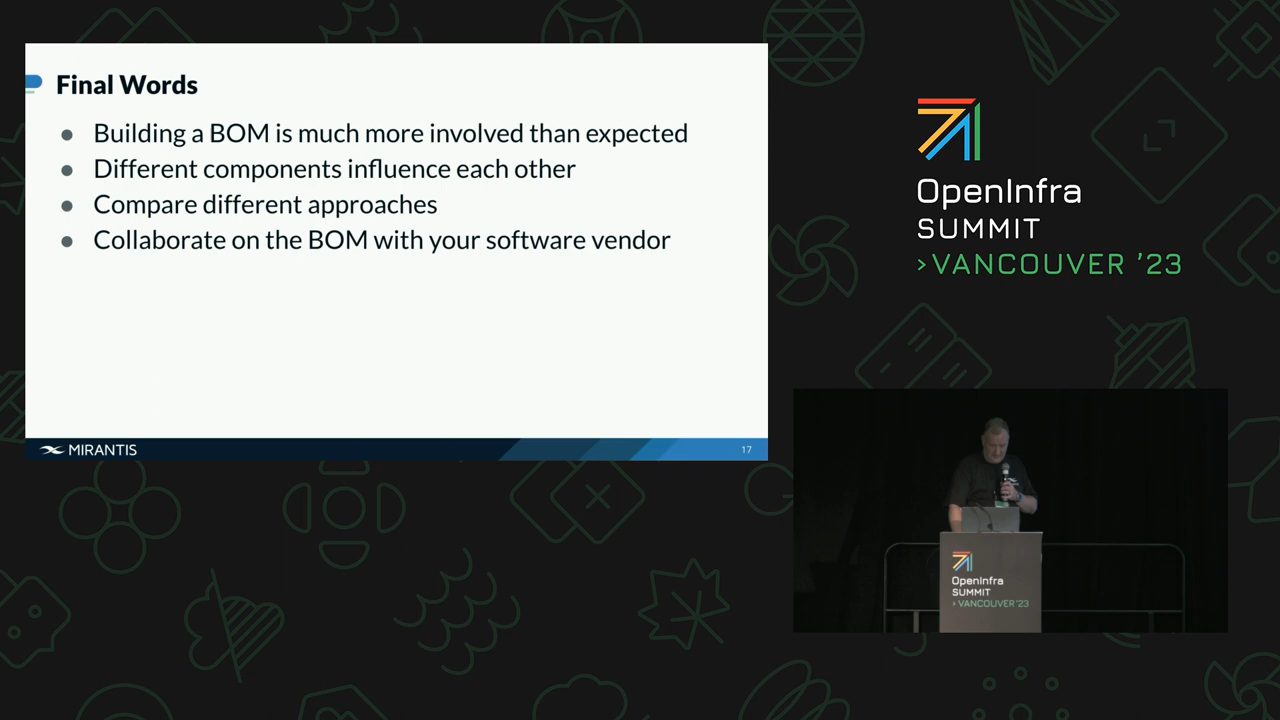 Final Words
● Building a BOM is much more involved than expected
● Different components influence each other
● Compare different approaches
● Collaborate on the BOM with your software vendor
MIRANTIS
17
OpenInfra
SUMMIT
>VANCOUVER '23
OpenInfra
SUMMIT
>VANCOUVER'23